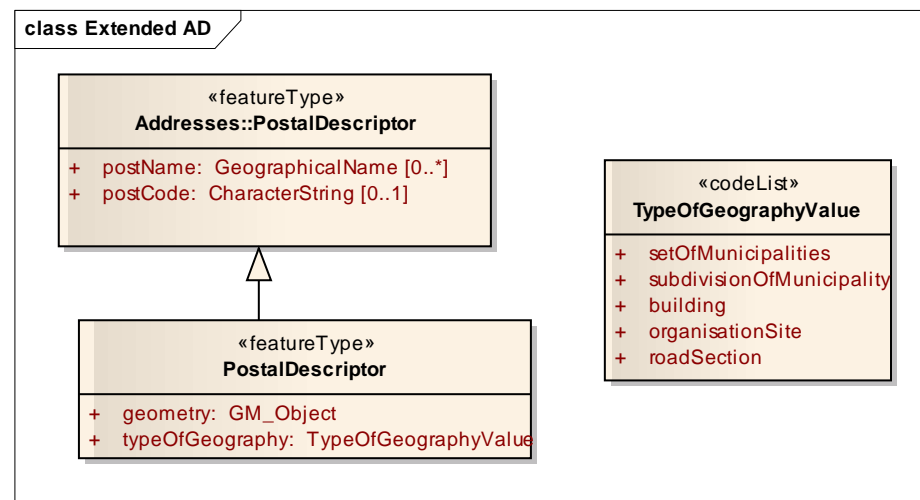 class Extended AD
«featureType»
Addresses::PostalDescriptor
+ postName: GeographicalName [0..*]
+ postCode: CharacterString [0..1]
«codeList»
TypeOfGeographyValue
+ setOfMunicipalities
+ subdivisionOfMunicipality
+ building
+ organisationSite
+ roadSection
«featureType»
PostalDescriptor
+ geometry: GM_Object
+ typeOfGeography: TypeOfGeographyValue